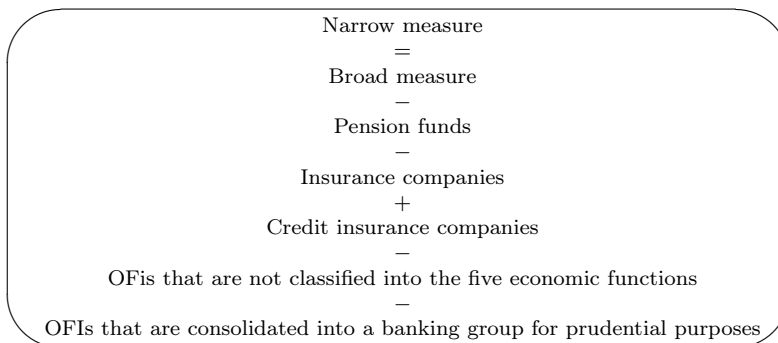 Narrow measure
=
Broad measure
−
Pension funds
−
Insurance companies
+
Credit insurance companies
−
OFis that are not classified into the five economic functions
−
OFIs that are consolidated into a banking group for prudential purposes